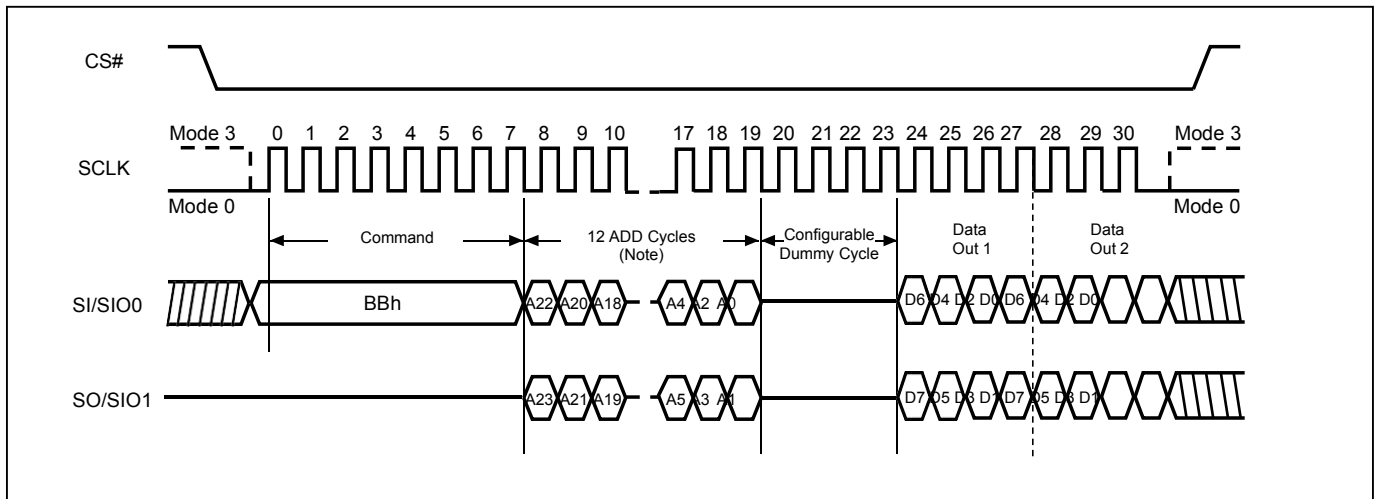 CS#
Mode 3 0 1 2 3 4 5 6 7 8 9 10 17 18 19 20 21 22 23 24 25 26 27 28 29 30 Mode 3
SCLK
Mode 0 Mode 0
Command 12 ADD Cycles (Note) Configurable Dummy Cycle Data Out 1 Data Out 2
SI/SIO0 BBh A22 A20 A18 A4 A2 A0 D6 D4 D2 D0 D6 D4 D2 D0
SO/SIO1 A23 A21 A19 A5 A3 A1 D7 D5 D3 D1 D7 D5 D3 D1